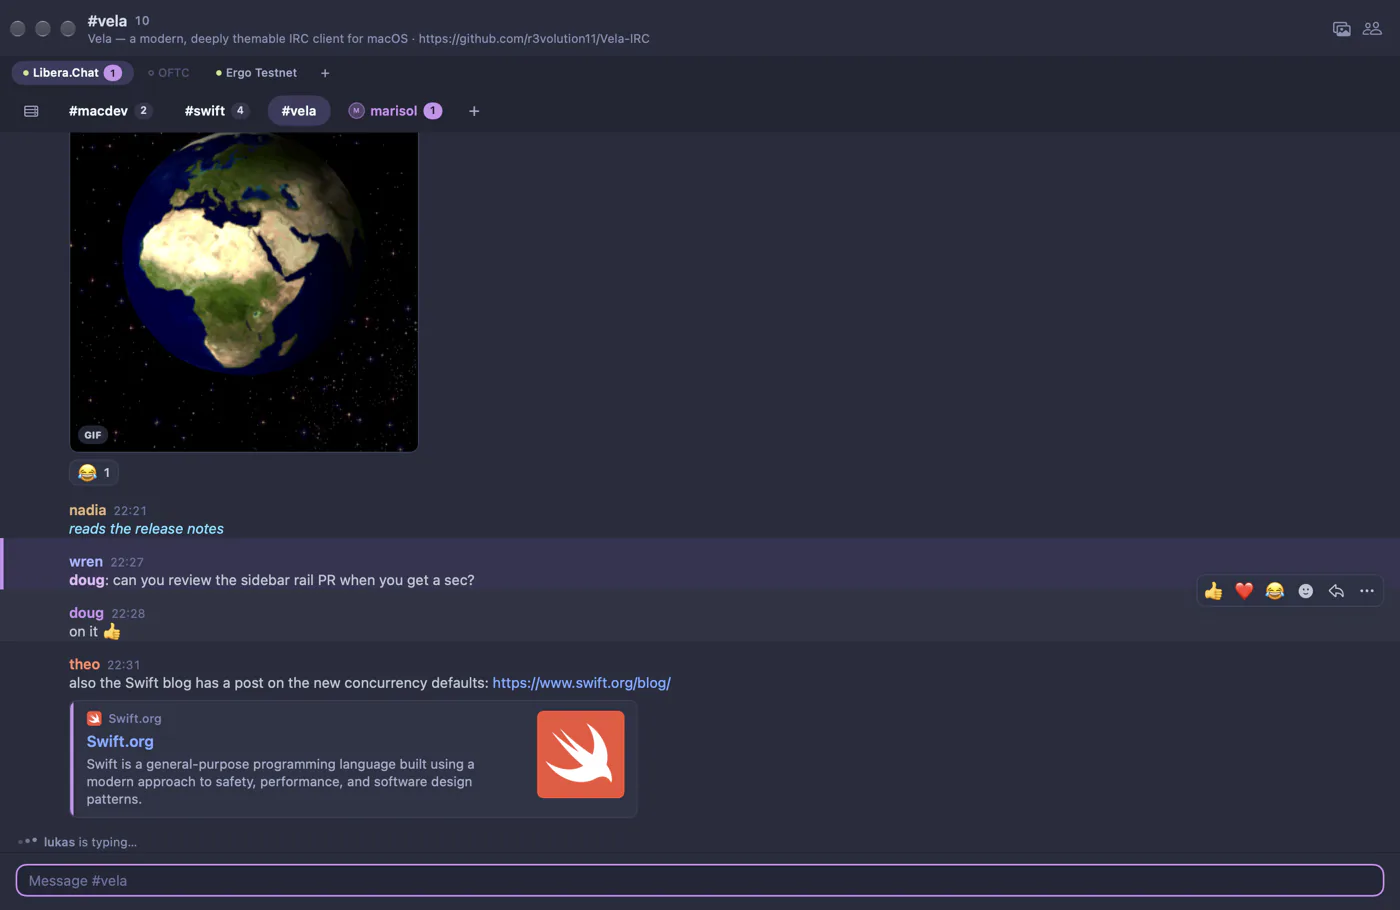 #vela 10
Vela — a modern, deeply themable IRC client for macOS · https://github.com/r3volution11/Vela-IRC
Libera.Chat 1 OFTC Ergo Testnet +
#macdev 2 #swift 4 #vela M marisol 1 +
GIF
😂 1
nadia 22:21
reads the release notes
wren 22:27
doug: can you review the sidebar rail PR when you get a sec?
doug 22:28
on it 👍
theo 22:31
also the Swift blog has a post on the new concurrency defaults: https://www.swift.org/blog/
Swift.org
Swift.org
Swift is a general-purpose programming language built using a
modern approach to safety, performance, and software design
patterns.
lukas is typing...
Message #vela